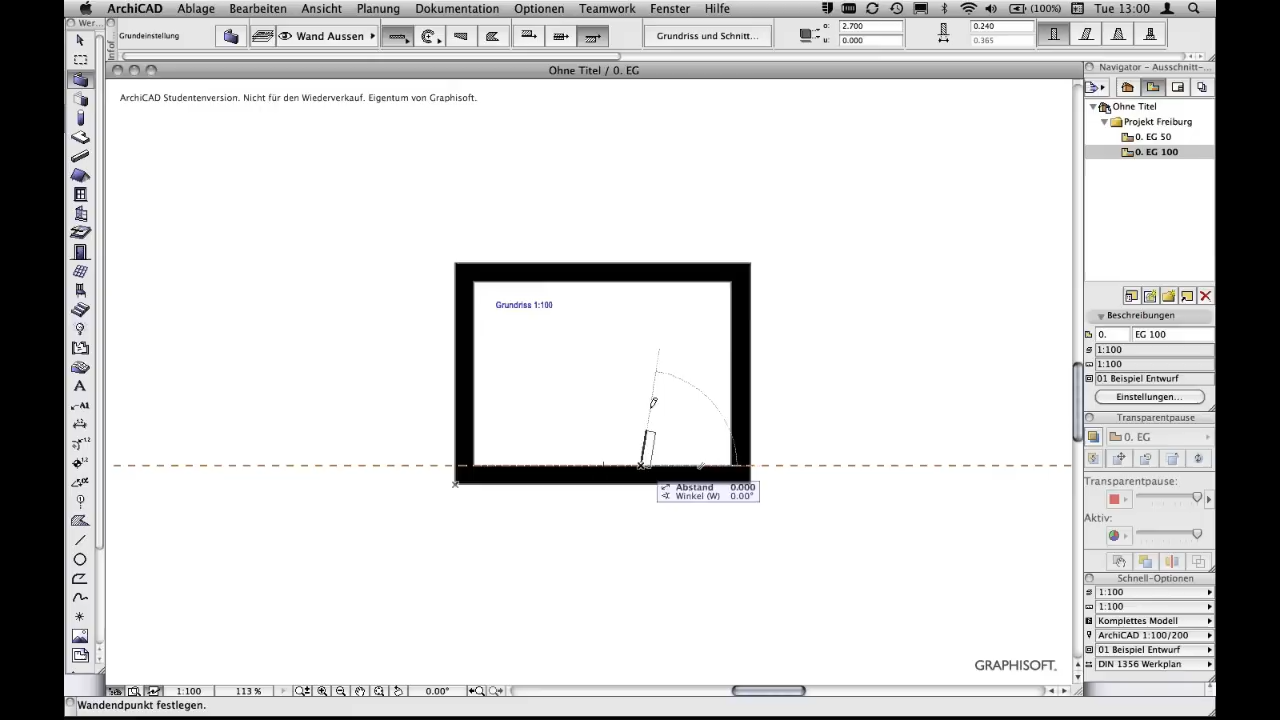 ArchiCAD Ablage Bearbeiten Ansicht Planung Dokumentation Optionen Teamwork Fenster Hilfe (100%) Tue 13:00
Wer...
Grundeinstellung Wand Aussen Grundriss und Schnitt... o: 2.700 0.240
u: 0.000 0.365
Infof
Ohne Titel / 0. EG
Navigator - Ausschnitt-...
ArchiCAD Studentenversion. Nicht für den Wiederverkauf. Eigentum von Graphisoft.
Ohne Titel
Projekt Freiburg
0. EG 50
0. EG 100
Grundriss 1:100
Beschreibungen
0. EG 100
1:100
1:100
01 Beispiel Entwurf
Einstellungen...
Transparentpause
0. EG
Transparentpause:
Aktiv:
Abstand 0.000
Winkel (W) 0.00°
A
A1
1.2
Schnell-Optionen
1:100
1:100
Komplettes Modell
ArchiCAD 1:100/200
01 Beispiel Entwurf
DIN 1356 Werkplan
GRAPHISOFT.
1:100 113 % 0.00°
Wandendpunkt festlegen.